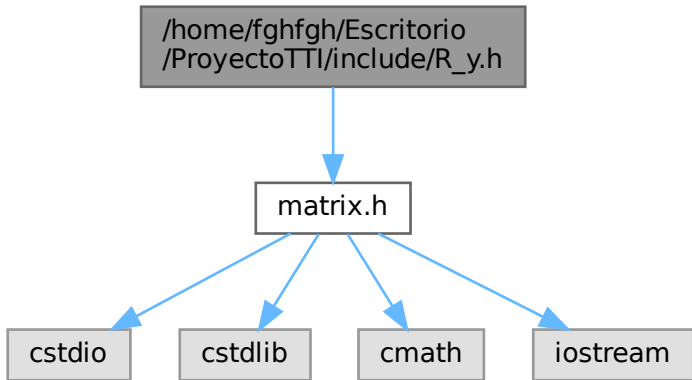 /home/fghfgh/Escritorio
/ProyectoTTI/include/R_y.h
matrix.h
cstdio
cstdlib
cmath
iostream